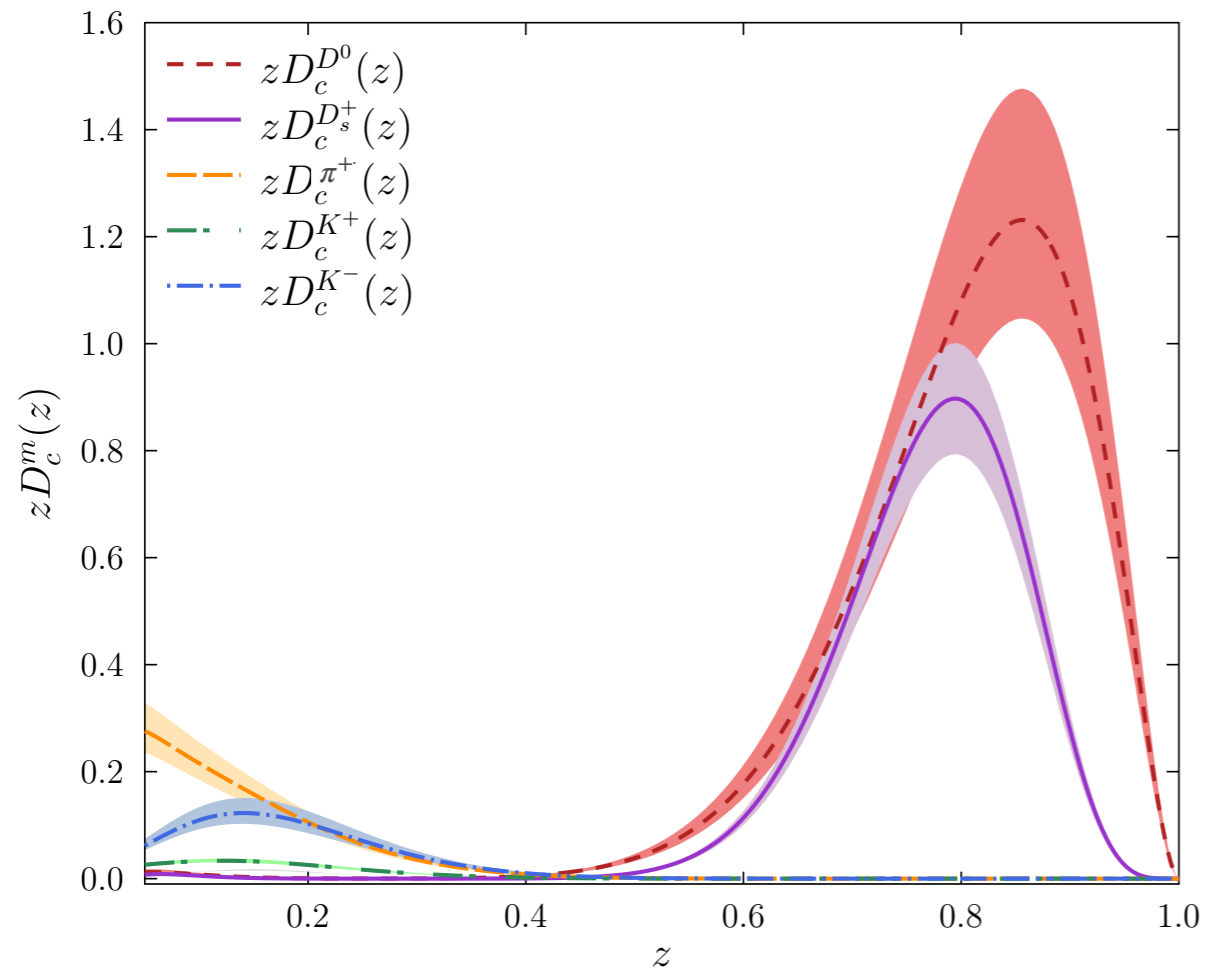 1.6
1.4
1.2
1.0
0.8
0.6
0.4
0.2
0.0
zD_c^{D^0}(z)
zD_c^{D_s^+}(z)
zD_c^{π^+}(z)
zD_c^{K^+}(z)
zD_c^{K^-}(z)
zD_c^m(z)
0.2 0.4 0.6 0.8 1.0
z